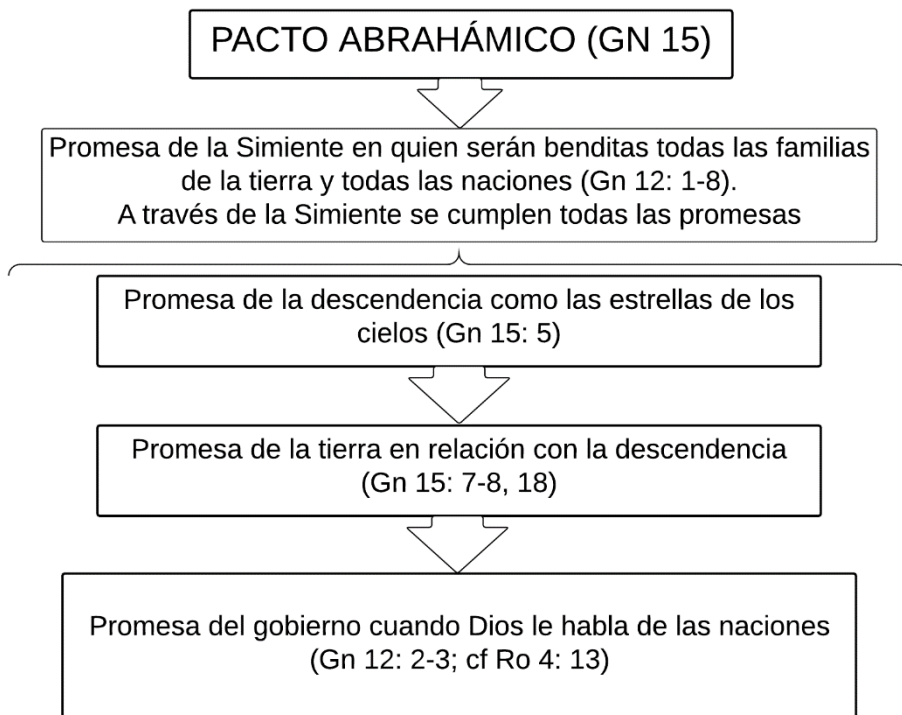 PACTO ABRAHÁMICO (GN 15)
Promesa de la Simiente en quien serán benditas todas las familias
de la tierra y todas las naciones (Gn 12: 1-8).
A través de la Simiente se cumplen todas las promesas
Promesa de la descendencia como las estrellas de los
cielos (Gn 15: 5)
Promesa de la tierra en relación con la descendencia
(Gn 15: 7-8, 18)
Promesa del gobierno cuando Dios le habla de las naciones
(Gn 12: 2-3; cf Ro 4: 13)